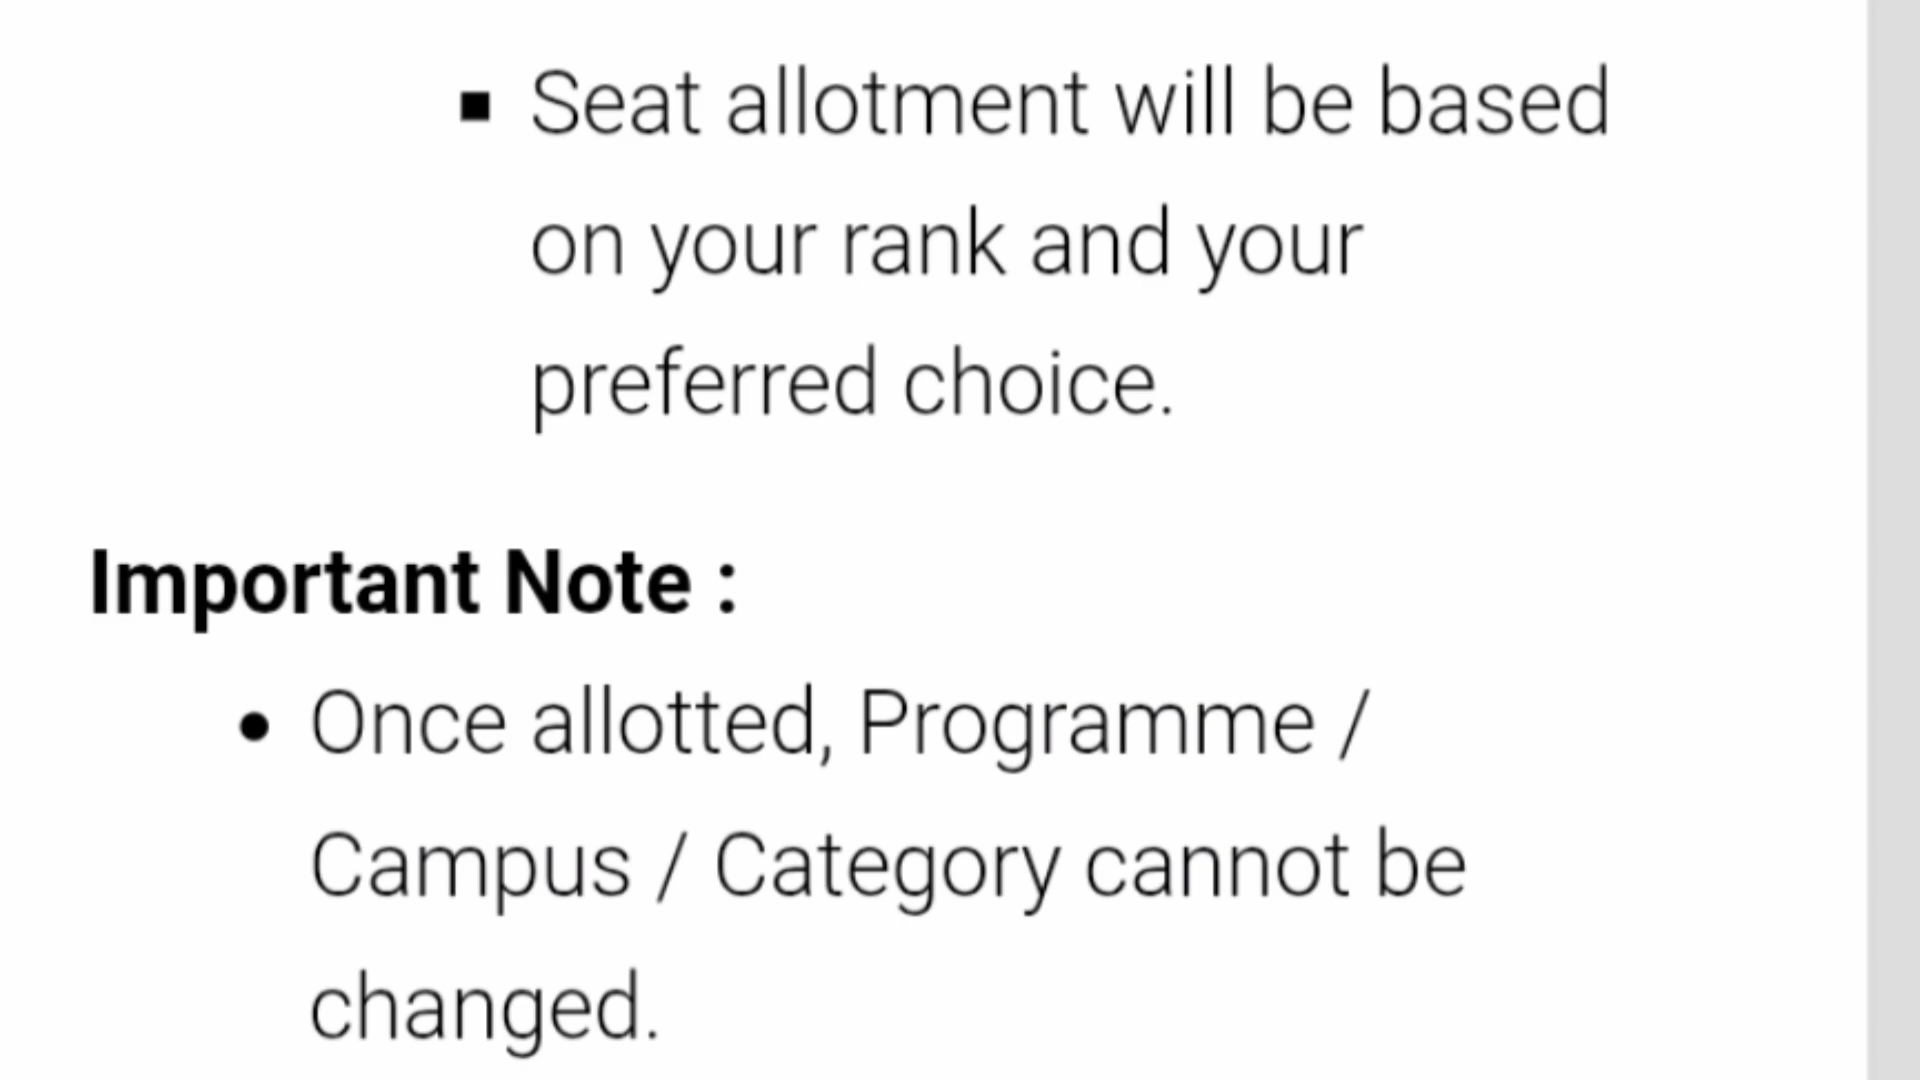 ▪ Seat allotment will be based
on your rank and your
preferred choice.
Important Note :
• Once allotted, Programme /
Campus / Category cannot be
changed.